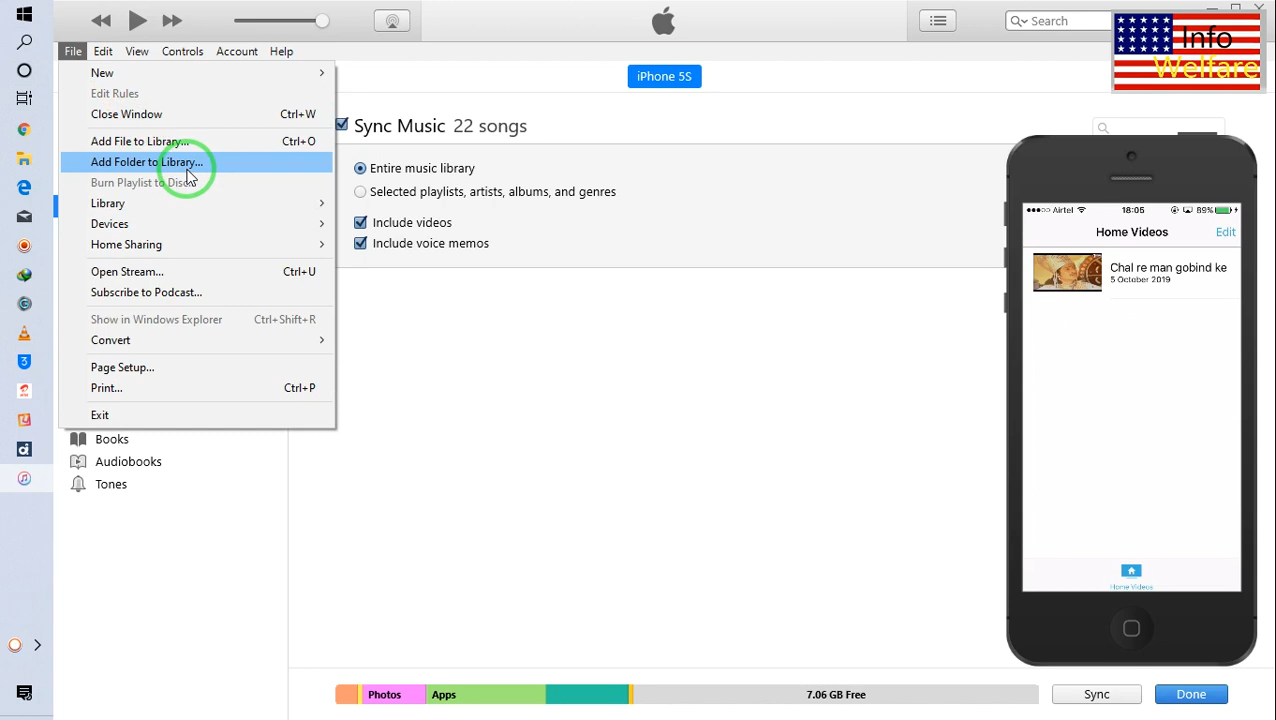 Search
Info
Welfare
File Edit View Controls Account Help
iPhone 5S
New
Edit Rules
Close Window Ctrl+W
Add File to Library... Ctrl+O
Add Folder to Library...
Burn Playlist to Disc...
Library
Devices
Home Sharing
Open Stream... Ctrl+U
Subscribe to Podcast...
Show in Windows Explorer Ctrl+Shift+R
Convert
Page Setup...
Print... Ctrl+P
Exit
Books
Audiobooks
Tones
Sync Music 22 songs
Entire music library
Selected playlists, artists, albums, and genres
Include videos
Include voice memos
Airtel 18:05 89%
Home Videos Edit
Chal re man gobind ke
5 October 2019
Home Videos
Photos Apps 7.06 GB Free Sync Done